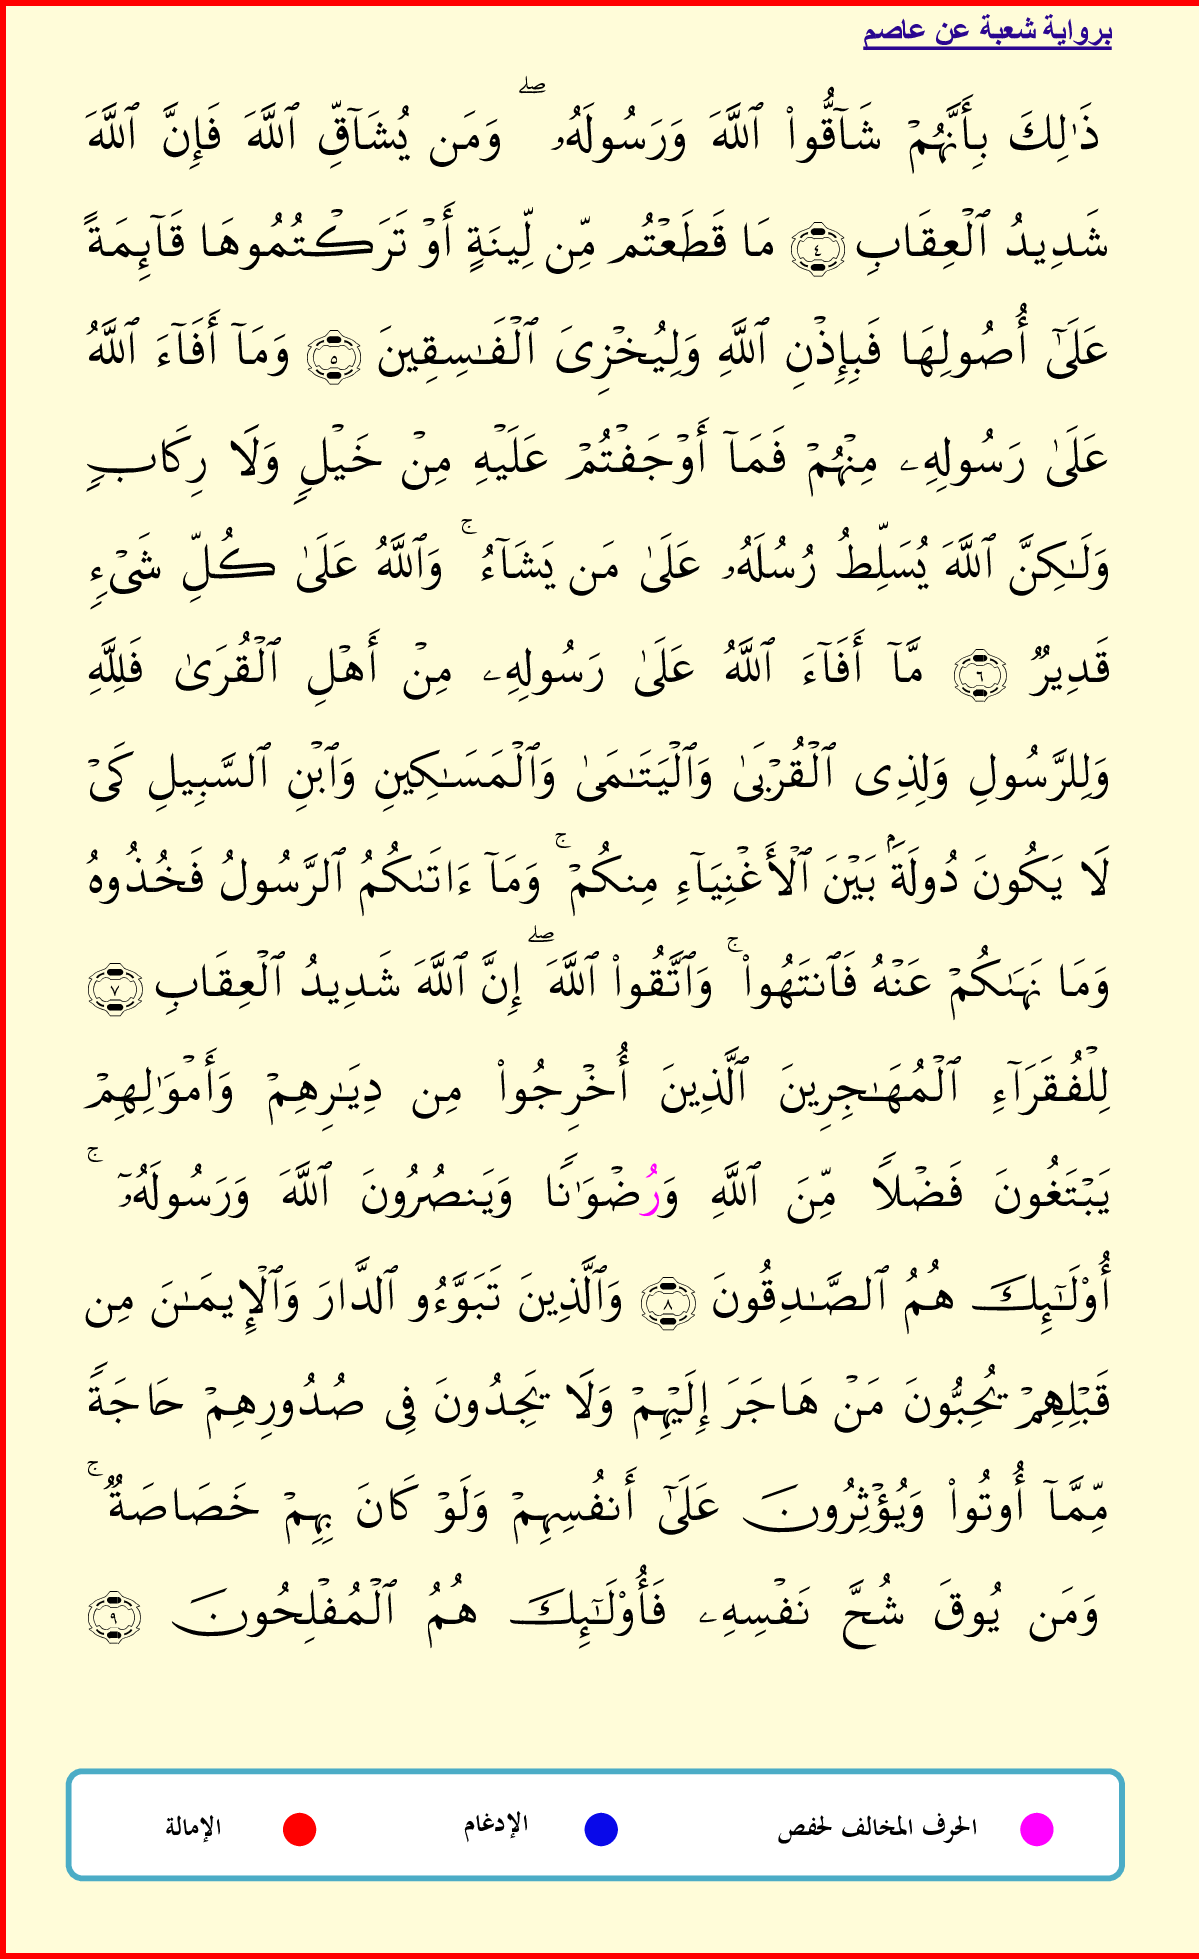 برواية شعبة عن عاصم
ذَٰلِكَ بِأَنَّهُمْ شَآقُّوا۟ ٱللَّهَ وَرَسُولَهُۥ ۖ وَمَن يُشَآقِّ ٱللَّهَ فَإِنَّ ٱللَّهَ
شَدِيدُ ٱلْعِقَابِ ٤ مَا قَطَعْتُم مِّن لِّينَةٍ أَوْ تَرَكْتُمُوهَا قَآئِمَةً
عَلَىٰٓ أُصُولِهَا فَبِإِذْنِ ٱللَّهِ وَلِيُخْزِىَ ٱلْفَـٰسِقِينَ ٥ وَمَآ أَفَآءَ ٱللَّهُ
عَلَىٰ رَسُولِهِۦ مِنْهُمْ فَمَآ أَوْجَفْتُمْ عَلَيْهِ مِنْ خَيْلٍ وَلَا رِكَابٍ
وَلَـٰكِنَّ ٱللَّهَ يُسَلِّطُ رُسُلَهُۥ عَلَىٰ مَن يَشَآءُ ۚ وَٱللَّهُ عَلَىٰ كُلِّ شَىْءٍ
قَدِيرٌ ٦ مَّآ أَفَآءَ ٱللَّهُ عَلَىٰ رَسُولِهِۦ مِنْ أَهْلِ ٱلْقُرَىٰ فَلِلَّهِ
وَلِلرَّسُولِ وَلِذِى ٱلْقُرْبَىٰ وَٱلْيَتَـٰمَىٰ وَٱلْمَسَـٰكِينِ وَٱبْنِ ٱلسَّبِيلِ كَىْ
لَا يَكُونَ دُولَةَۢ بَيْنَ ٱلْأَغْنِيَآءِ مِنكُمْ ۚ وَمَآ ءَاتَىٰكُمُ ٱلرَّسُولُ فَخُذُوهُ
وَمَا نَهَىٰكُمْ عَنْهُ فَٱنتَهُوا۟ ۚ وَٱتَّقُوا۟ ٱللَّهَ ۖ إِنَّ ٱللَّهَ شَدِيدُ ٱلْعِقَابِ ٧
لِلْفُقَرَآءِ ٱلْمُهَـٰجِرِينَ ٱلَّذِينَ أُخْرِجُوا۟ مِن دِيَـٰرِهِمْ وَأَمْوَٰلِهِمْ
يَبْتَغُونَ فَضْلًا مِّنَ ٱللَّهِ وَرُضْوَٰنًا وَيَنصُرُونَ ٱللَّهَ وَرَسُولَهُۥٓ ۚ
أُو۟لَـٰٓئِكَ هُمُ ٱلصَّـٰدِقُونَ ٨ وَٱلَّذِينَ تَبَوَّءُو ٱلدَّارَ وَٱلْإِيمَـٰنَ مِن
قَبْلِهِمْ يُحِبُّونَ مَنْ هَاجَرَ إِلَيْهِمْ وَلَا يَجِدُونَ فِى صُدُورِهِمْ حَاجَةً
مِّمَّآ أُوتُوا۟ وَيُؤْثِرُونَ عَلَىٰٓ أَنفُسِهِمْ وَلَوْ كَانَ بِهِمْ خَصَاصَةٌ ۚ
وَمَن يُوقَ شُحَّ نَفْسِهِۦ فَأُو۟لَـٰٓئِكَ هُمُ ٱلْمُفْلِحُونَ ٩
الحرف المخالف لحفص الإدغام الإمالة